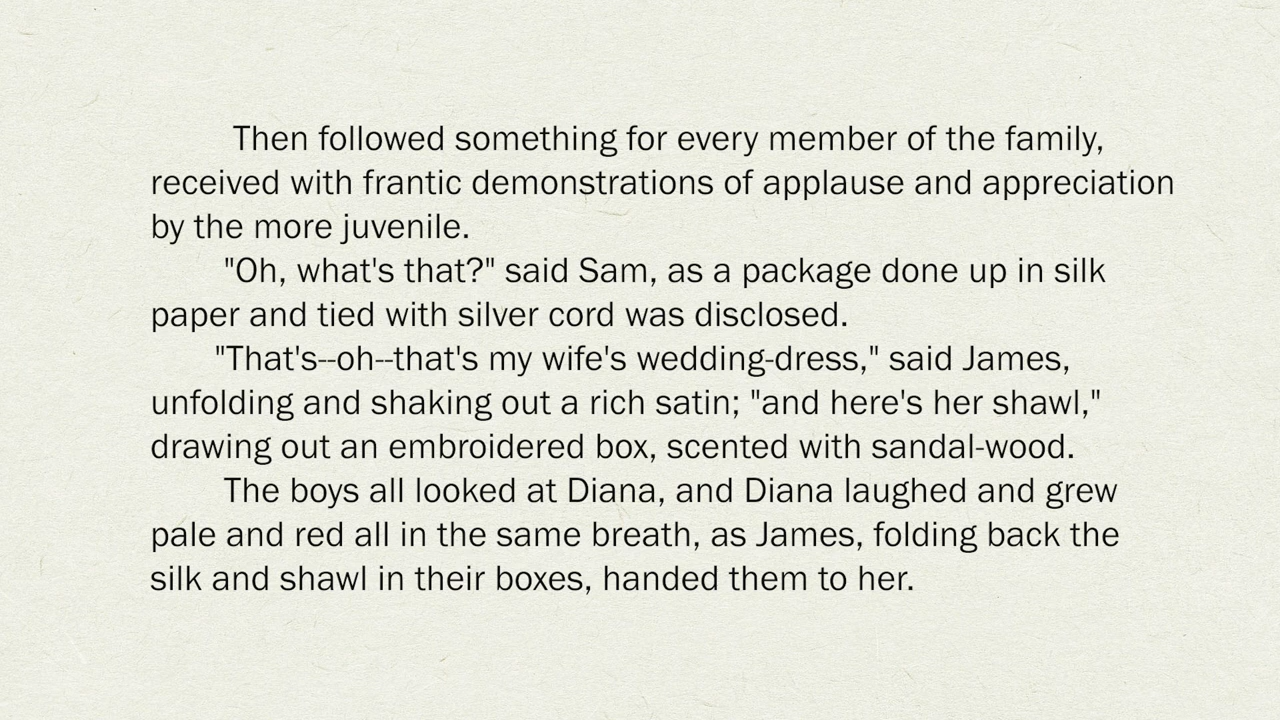 Then followed something for every member of the family,
received with frantic demonstrations of applause and appreciation
by the more juvenile.
"Oh, what's that?" said Sam, as a package done up in silk
paper and tied with silver cord was disclosed.
"That's--oh--that's my wife's wedding-dress," said James,
unfolding and shaking out a rich satin; "and here's her shawl,"
drawing out an embroidered box, scented with sandal-wood.
The boys all looked at Diana, and Diana laughed and grew
pale and red all in the same breath, as James, folding back the
silk and shawl in their boxes, handed them to her.